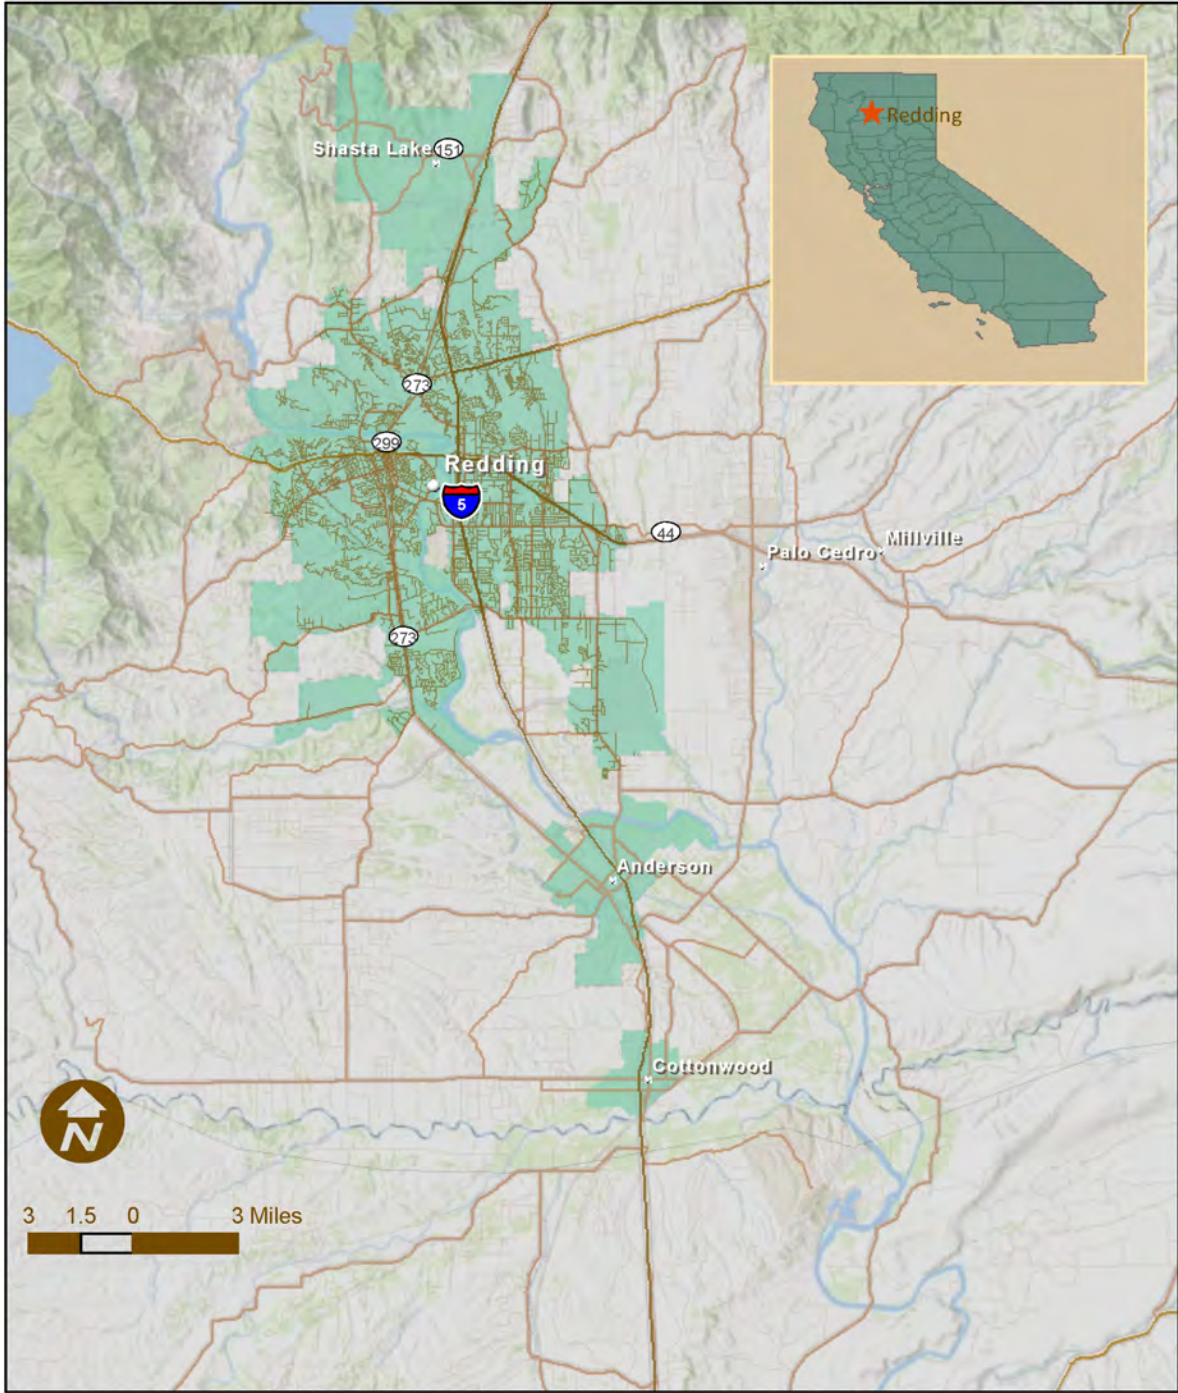 Redding
Shasta Lake
151
273
299
Redding
5
44
Palo Cedro
Millville
273
Anderson
Cottonwood
N
3 1.5 0 3 Miles